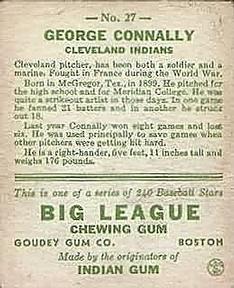 — No. 27 —
GEORGE CONNALLY
CLEVELAND INDIANS
Cleveland pitcher, has been both a soldier and a
marine. Fought in France during the World War.
Born in McGregor, Tex., in 1899. He pitched for
the high school and for Meridian College. He was
quite a strikeout artist in those days. In one game
he fanned 21 batters and in another he struck
out 18.
Last year Connally won eight games and lost
six. He was used principally to save games when
other pitchers were getting hit hard.
He is a right-hander, five feet, 11 inches tall and
weighs 176 pounds.
This is one of a series of 240 Baseball Stars
BIG LEAGUE
CHEWING GUM
GOUDEY GUM CO. BOSTON
Made by the originators of
INDIAN GUM